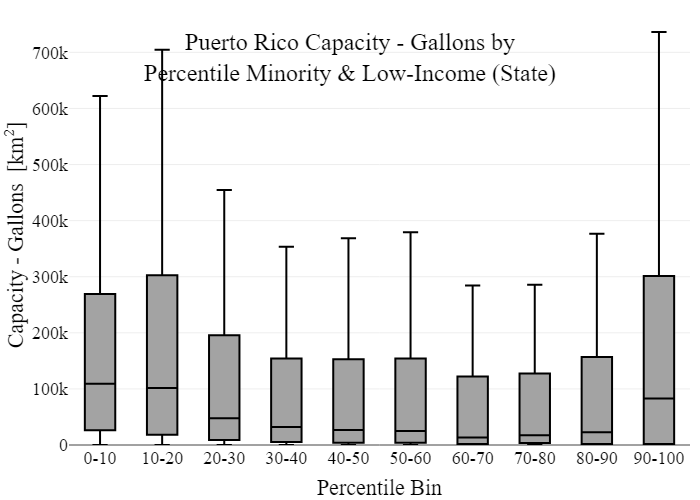 Puerto Rico Capacity - Gallons by
Percentile Minority & Low-Income (State)
Capacity - Gallons [km²]
700k
600k
500k
400k
300k
200k
100k
0
0-10 10-20 20-30 30-40 40-50 50-60 60-70 70-80 80-90 90-100
Percentile Bin